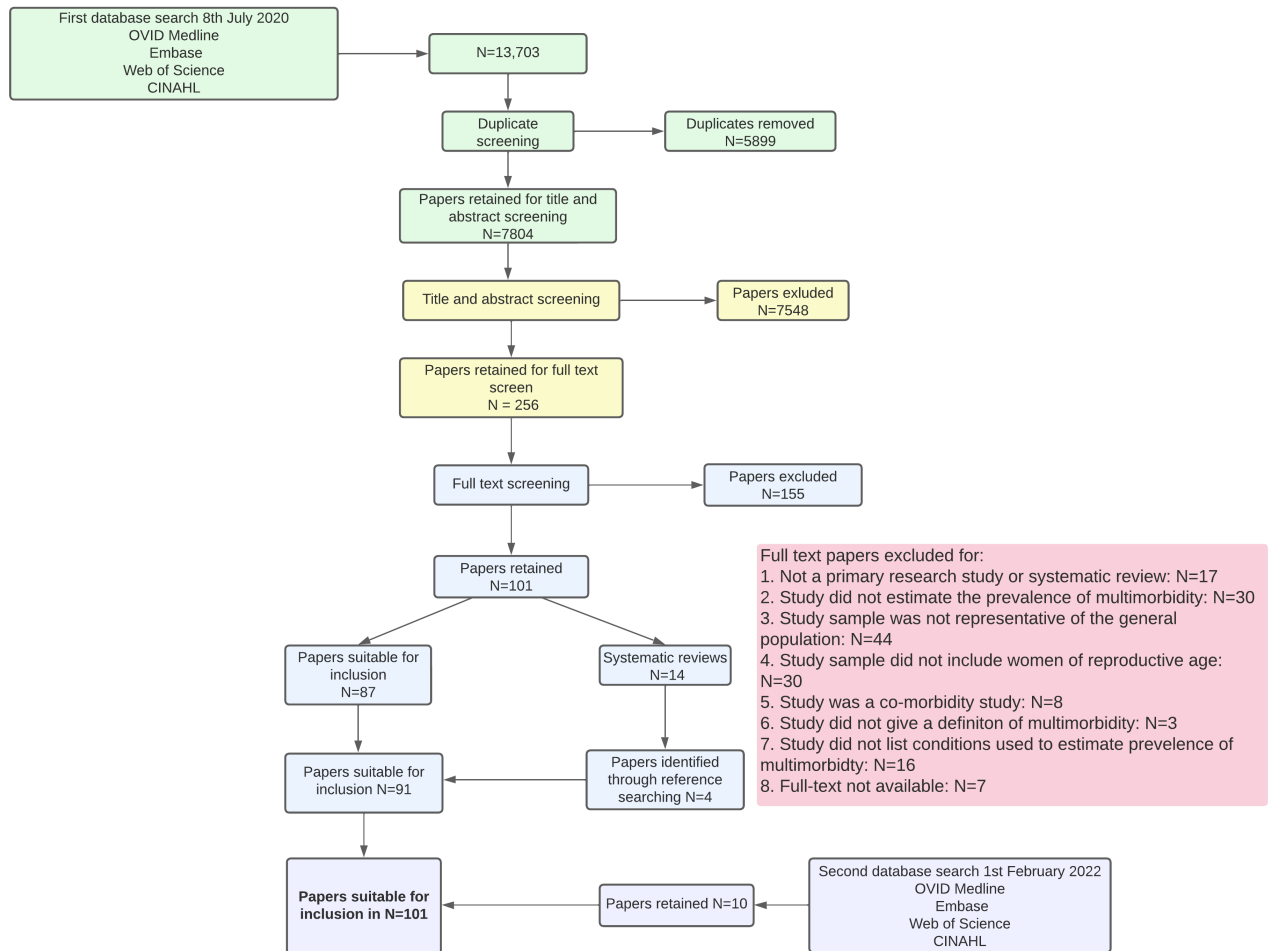 First database search 8th July 2020
OVID Medline
Embase
Web of Science
CINAHL
N=13,703
Duplicate
screening
Duplicates removed
N=5899
Papers retained for title and
abstract screening
N=7804
Title and abstract screening
Papers exluded
N=7548
Papers retained for full text
screen
N = 256
Full text screening
Papers excluded
N=155
Papers retained
N=101
Full text papers excluded for:
1. Not a primary research study or systematic review: N=17
2. Study did not estimate the prevalence of multimorbidity: N=30
3. Study sample was not representative of the general
population: N=44
4. Study sample did not include women of reproductive age:
N=30
5. Study was a co-morbidity study: N=8
6. Study did not give a definiton of multimorbidity: N=3
7. Study did not list conditions used to estimate prevelence of
multimorbidty: N=16
8. Full-text not available: N=7
Papers suitable for
inclusion
N=87
Systematic reviews
N=14
Papers suitable for
inclusion N=91
Papers identified
through reference
searching N=4
Papers suitable for
inclusion in N=101
Papers retained N=10
Second database search 1st February 2022
OVID Medline
Embase
Web of Science
CINAHL